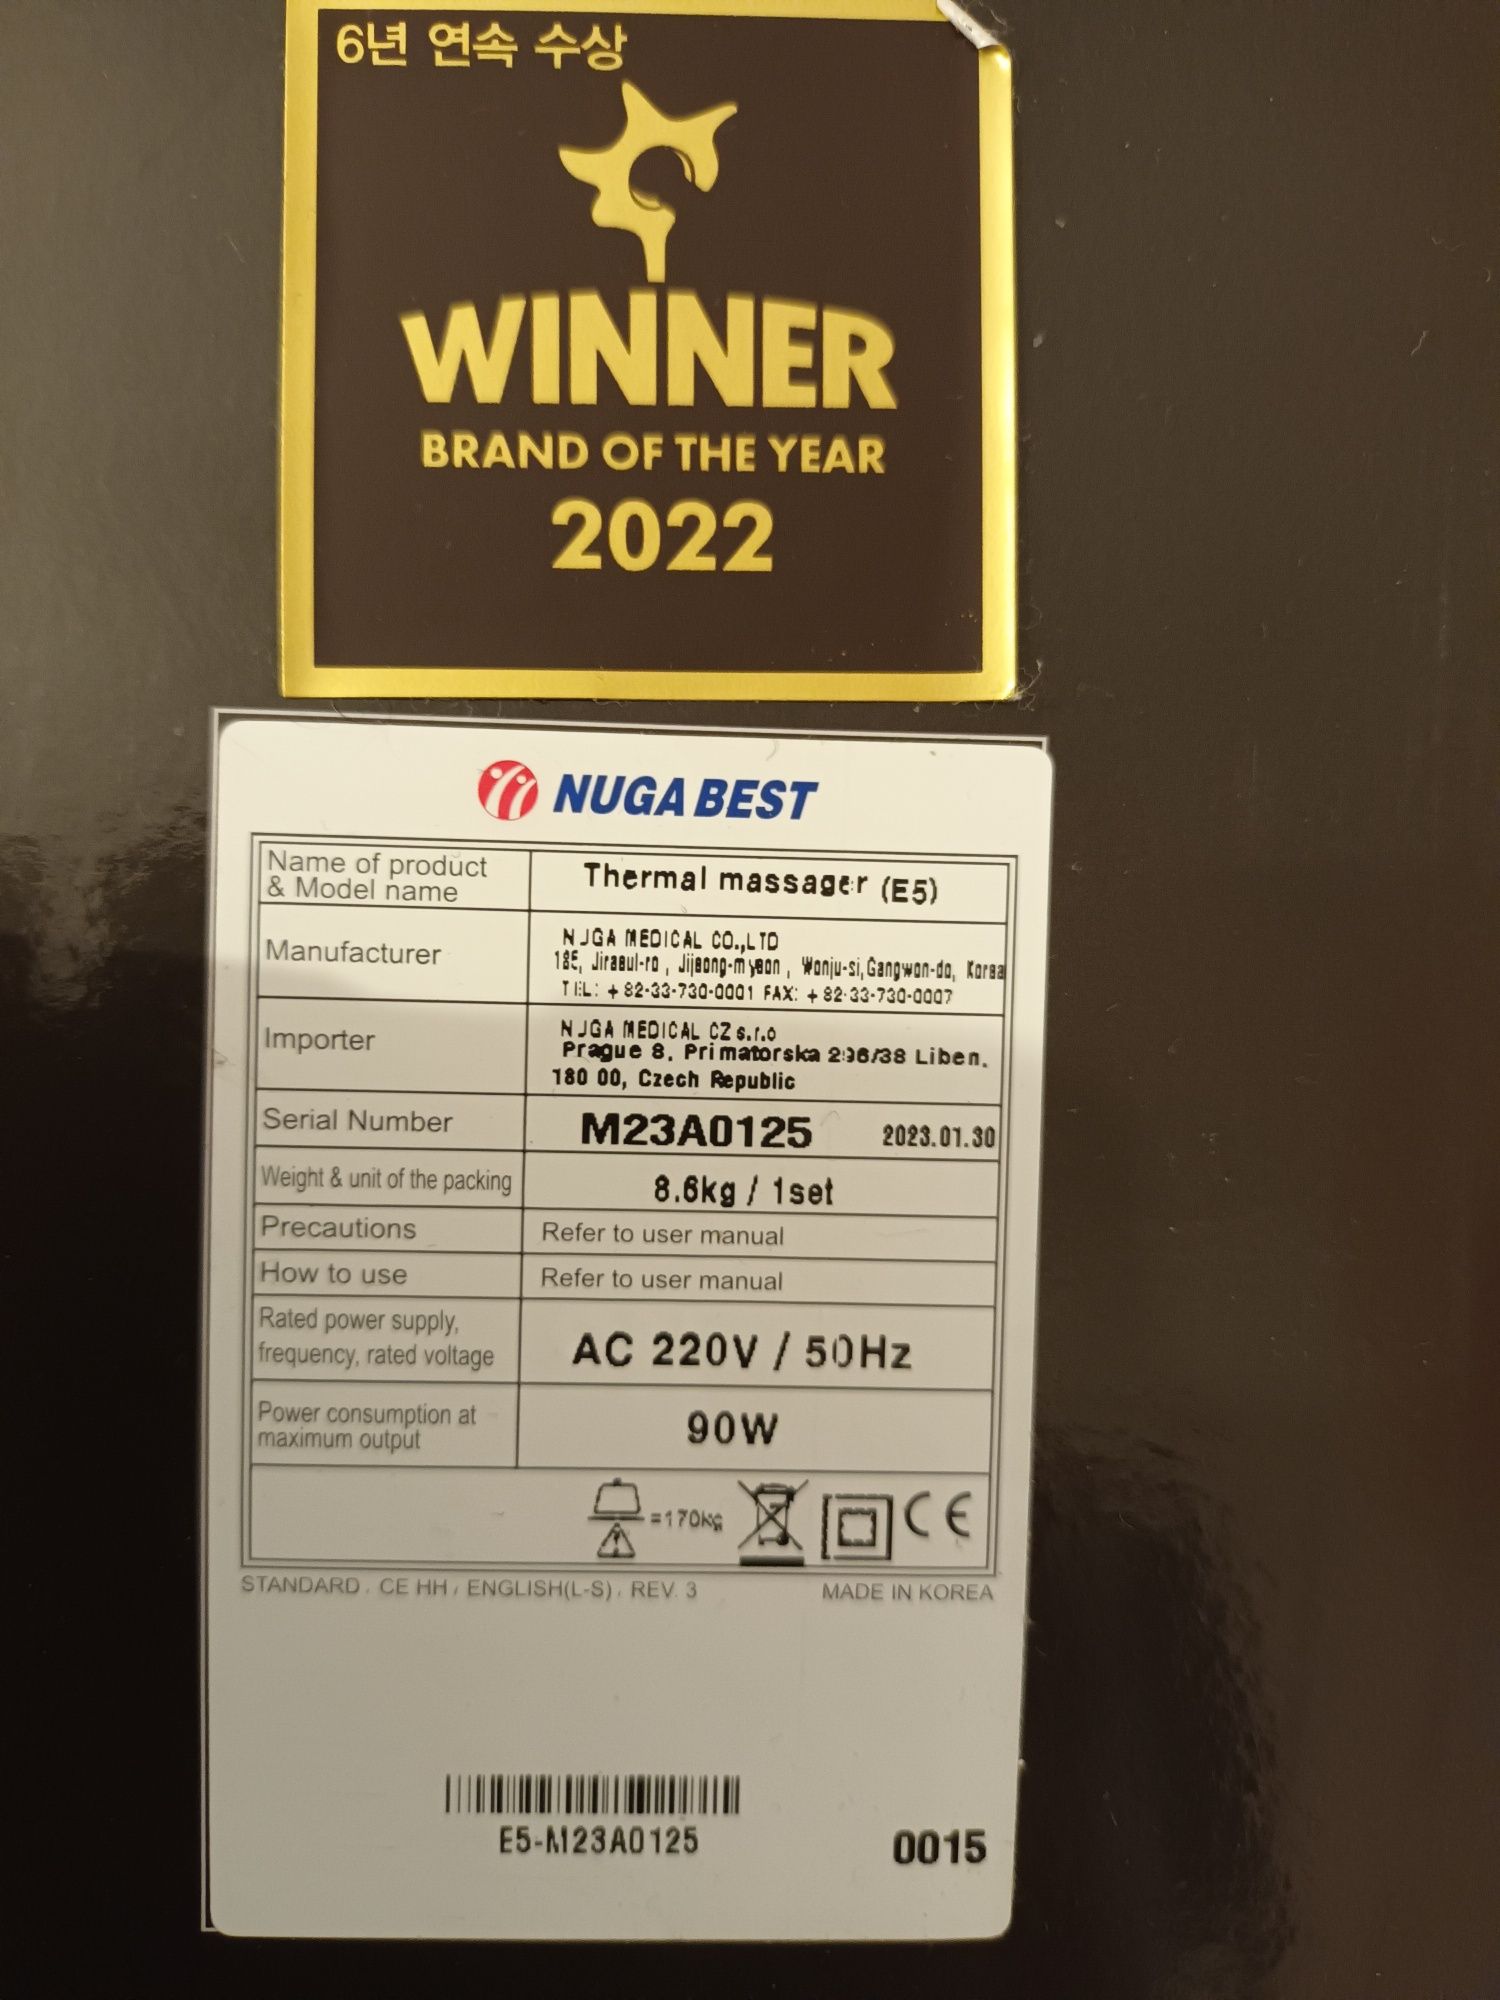 6년 연속 수상
WINNER
BRAND OF THE YEAR
2022
NUGA BEST
Name of product
& Model name
Thermal massager (E5)
Manufacturer
NUGA MEDICAL CO.,LTD
185, Jiraeul-ro, Jijeong-myeon, Wonju-si, Gangwon-do, Korea
TEL: +82-33-730-0001 FAX: +82-33-730-0007
Importer
NUGA MEDICAL CZ s.r.o
Prague 8, Primatorska 296/38 Liben.
180 00, Czech Republic
Serial Number
M23A0125 2023.01.30
Weight & unit of the packing
8.6kg / 1set
Precautions
Refer to user manual
How to use
Refer to user manual
Rated power supply,
frequency, rated voltage
AC 220V / 50Hz
Power consumption at
maximum output
90W
=170kg
CE
STANDARD, CE HH, ENGLISH(L-S), REV. 3 MADE IN KOREA
E5-M23A0125
0015